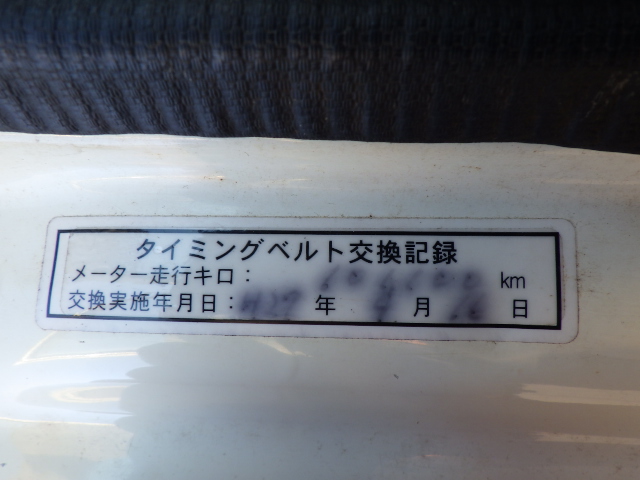 タイミングベルト交換記録
メーター走行キロ: km
交換実施年月日: H27 年 月 日